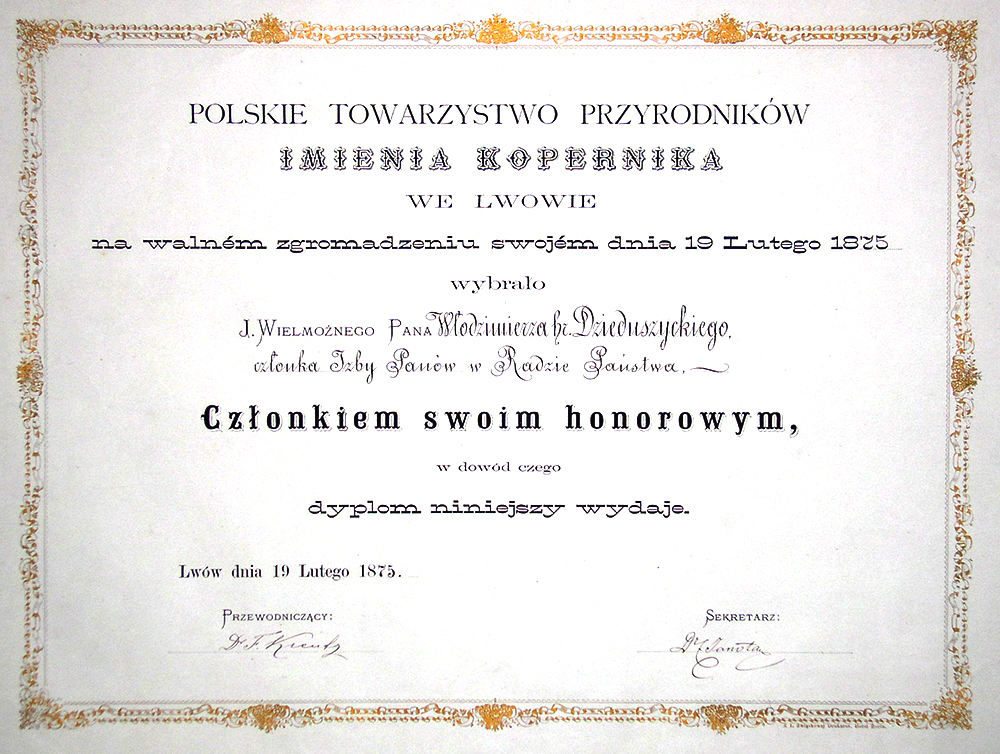 POLSKIE TOWARZYSTWO PRZYRODNIKÓW
IMIENIA KOPERNIKA
WE LWOWIE
na walném zgromadzeniu swojém dnia 19 Lutego 1875
wybrało
J. WIELMOŻNEGO PANA Włodzimierza hr. Dzieduszyckiego,
członka Izby Panów w Radzie Państwa,
Członkiem swoim honorowym,
w dowód czego
dyplom niniejszy wydaje.
Lwów dnia 19 Lutego 1875.
PRZEWODNICZĄCY:
SEKRETARZ:
Dr F. Kreutz